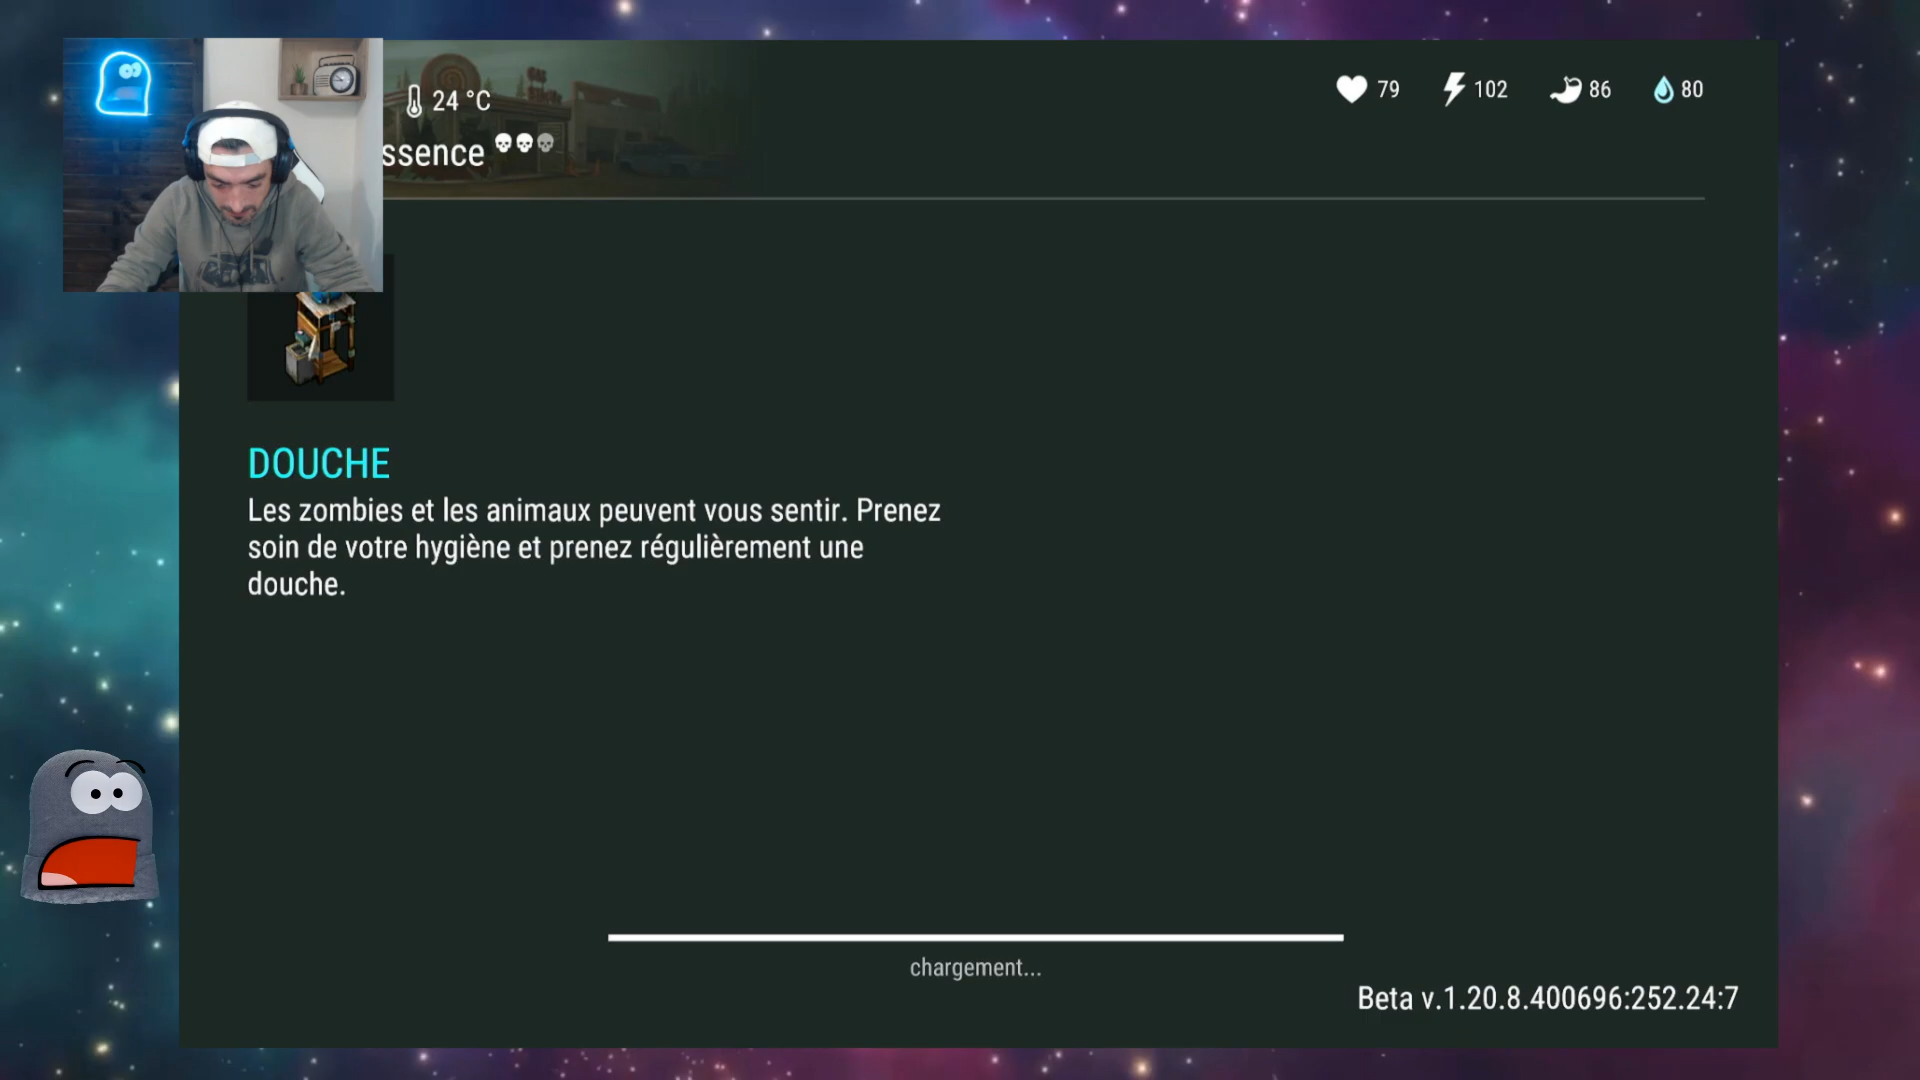 24 °C
79
102
86
80
ssence
DOUCHE
Les zombies et les animaux peuvent vous sentir. Prenez
soin de votre hygiène et prenez régulièrement une
douche.
chargement...
Beta v.1.20.8.400696:252.24:7